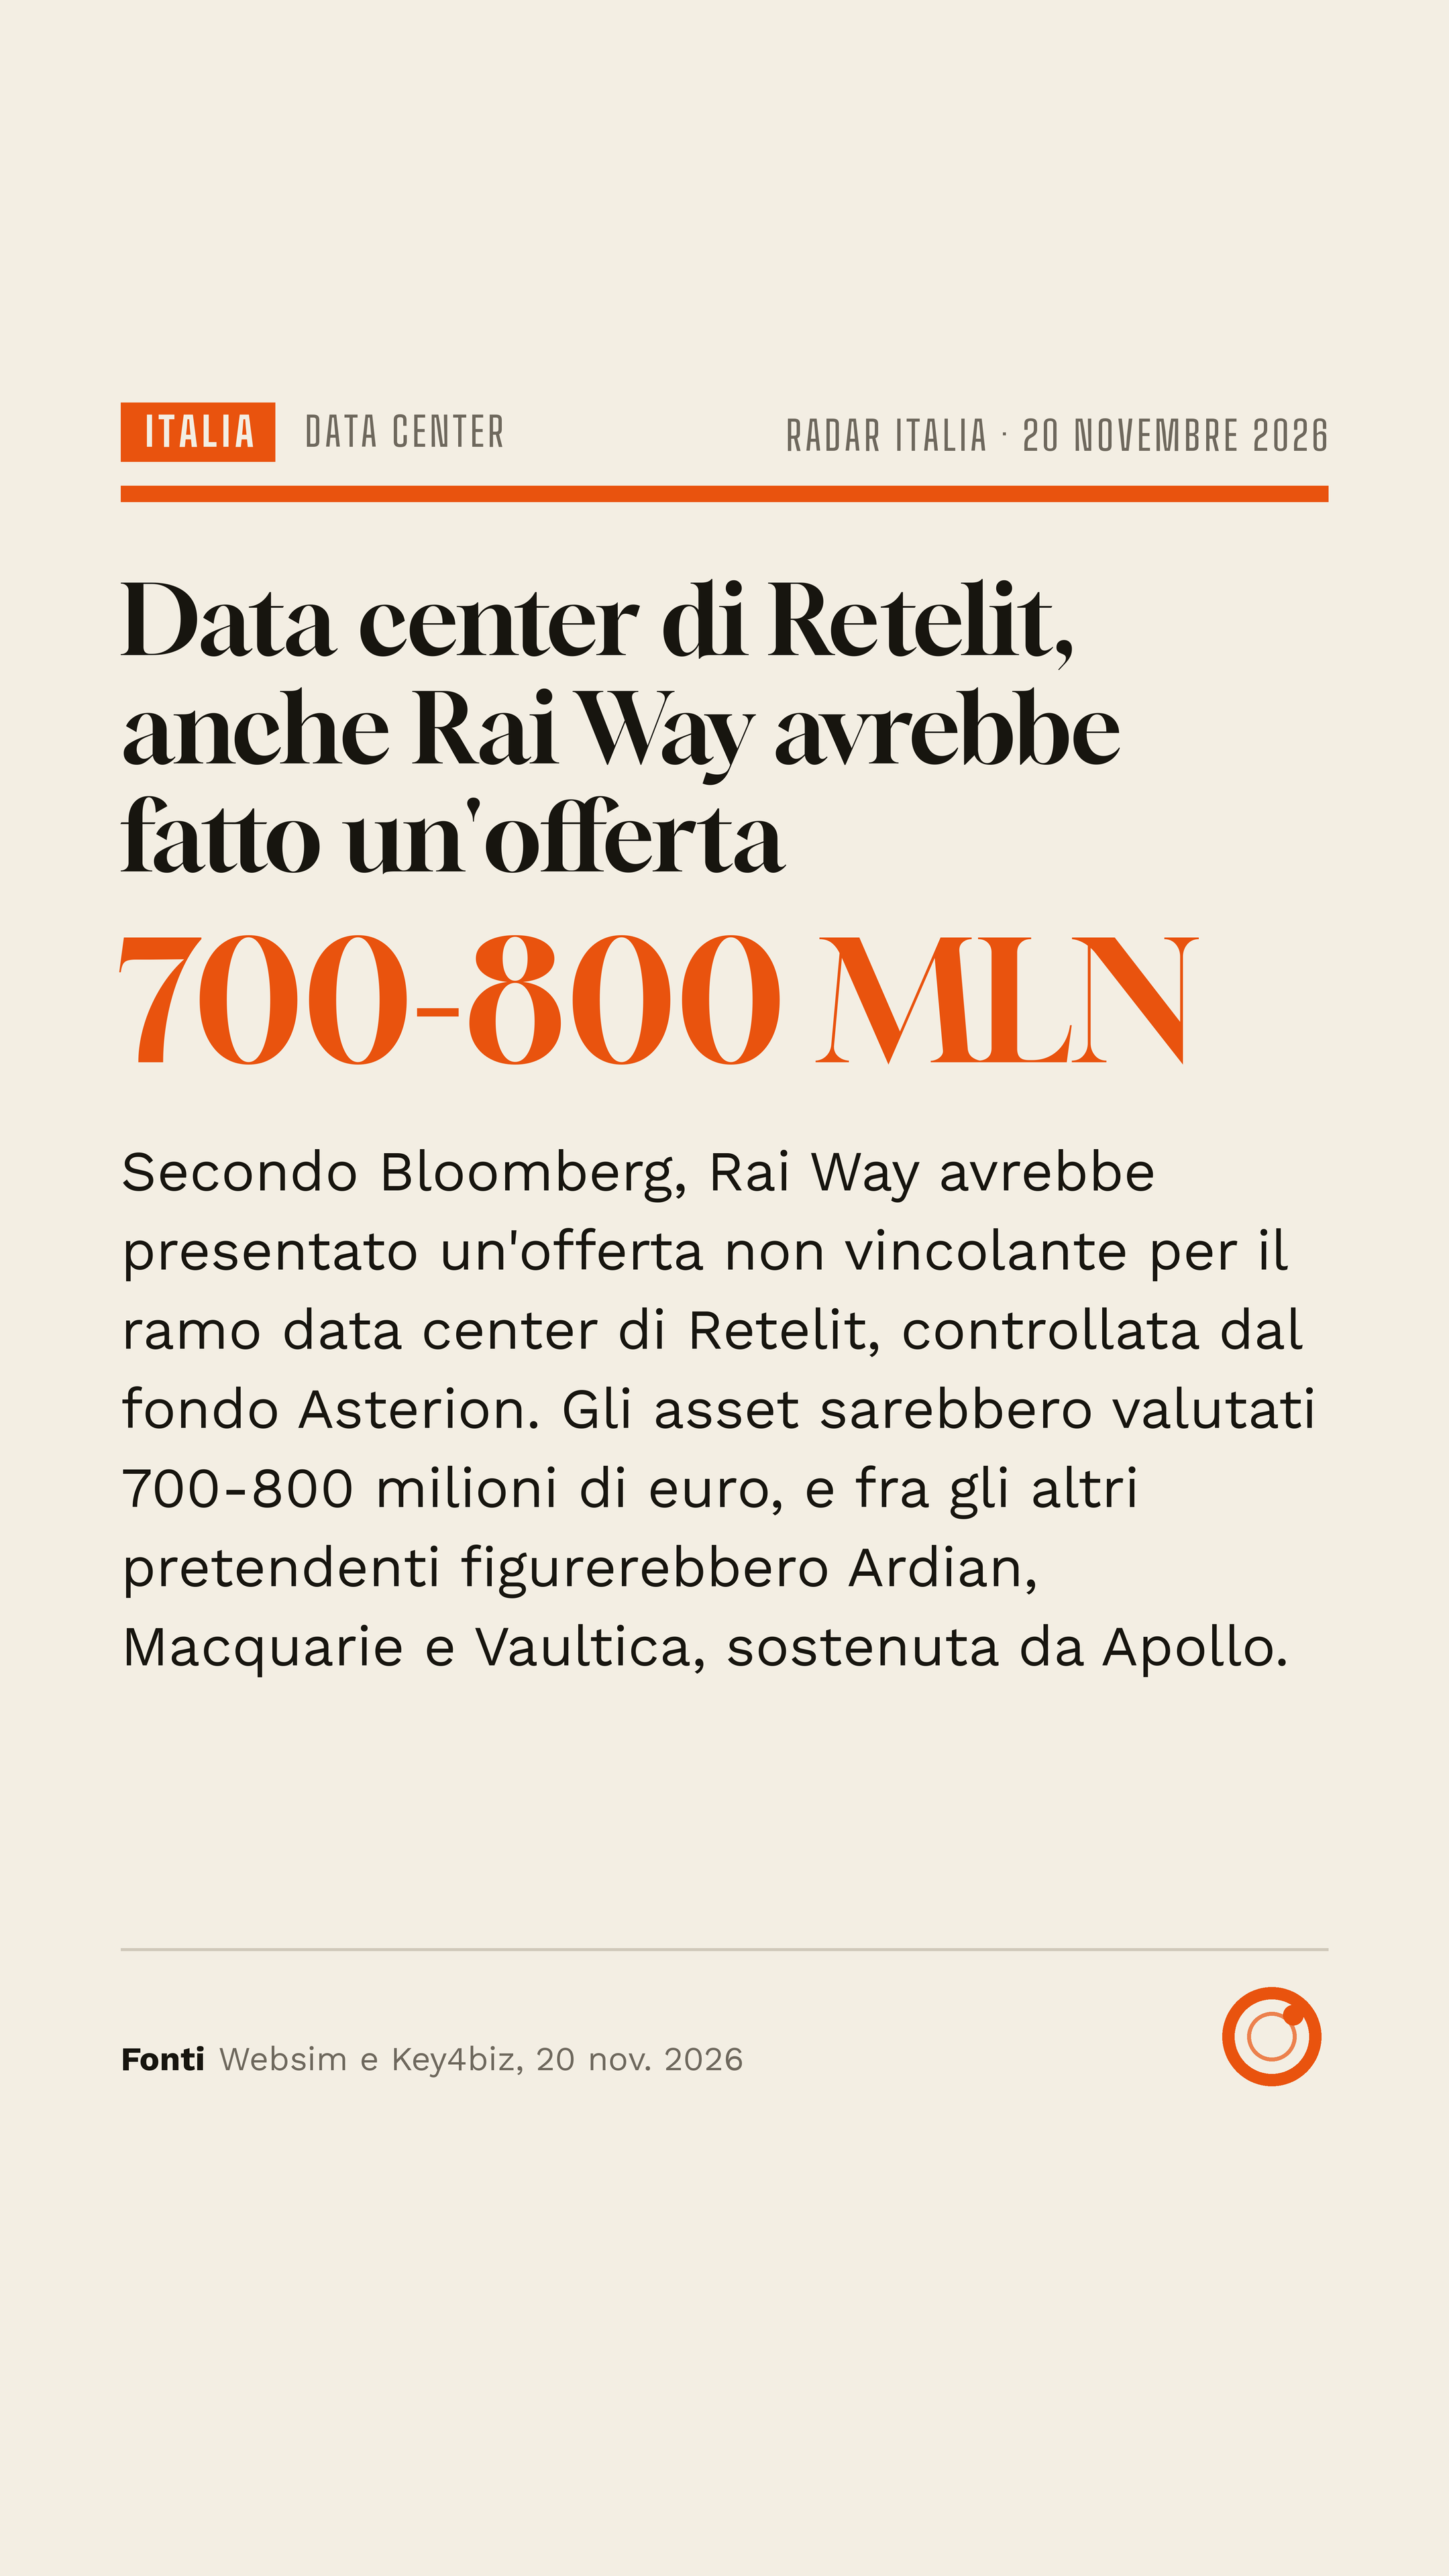 ITALIA DATA CENTER RADAR ITALIA · 20 NOVEMBRE 2026
Data center di Retelit,
anche Rai Way avrebbe
fatto un'offerta
700-800 MLN
Secondo Bloomberg, Rai Way avrebbe
presentato un'offerta non vincolante per il
ramo data center di Retelit, controllata dal
fondo Asterion. Gli asset sarebbero valutati
700-800 milioni di euro, e fra gli altri
pretendenti figurerebbero Ardian,
Macquarie e Vaultica, sostenuta da Apollo.
Fonti Websim e Key4biz, 20 nov. 2026